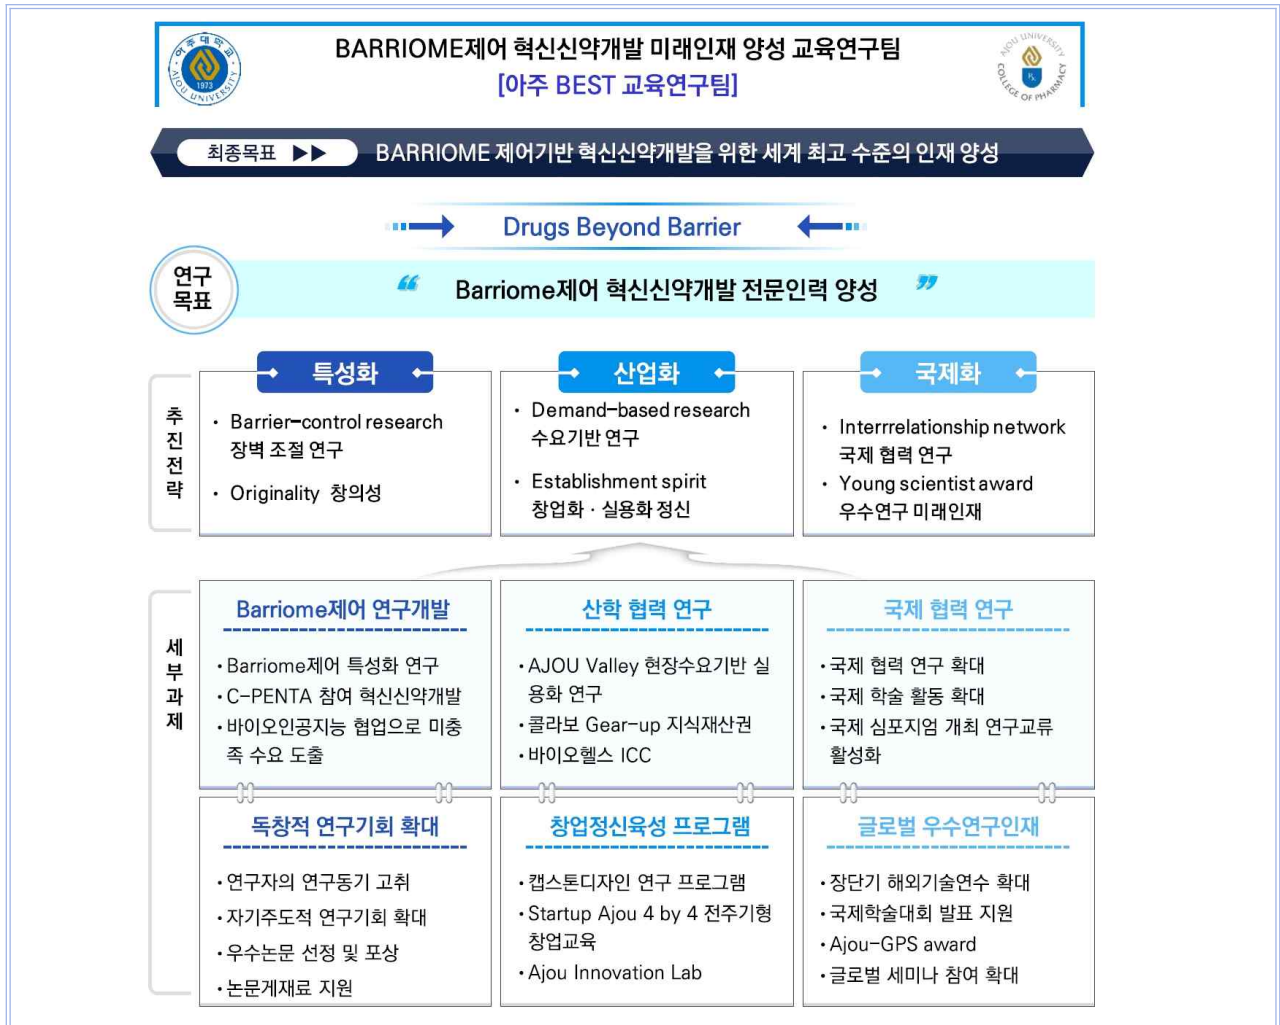 BARRIOME제어 혁신신약개발 미래인재 양성 교육연구팀
[아주 BEST 교육연구팀]
아주대학교
AJOU UNIVERSITY
1973
AJOU UNIVERSITY
COLLEGE OF PHARMACY
최종목표 ▶▶ BARRIOME 제어기반 혁신신약개발을 위한 세계 최고 수준의 인재 양성
Drugs Beyond Barrier
연구
목표
“ Barriome제어 혁신신약개발 전문인력 양성 ”
추진전략
특성화
• Barrier-control research
장벽 조절 연구
• Originality 창의성
산업화
• Demand-based research
수요기반 연구
• Establishment spirit
창업화 · 실용화 정신
국제화
• Interrrelationship network
국제 협력 연구
• Young scientist award
우수연구 미래인재
세부과제
Barriome제어 연구개발
• Barriome제어 특성화 연구
• C-PENTA 참여 혁신신약개발
• 바이오인공지능 협업으로 미충
족 수요 도출
산학 협력 연구
• AJOU Valley 현장수요기반 실
용화 연구
• 콜라보 Gear-up 지식재산권
• 바이오헬스 ICC
국제 협력 연구
• 국제 협력 연구 확대
• 국제 학술 활동 확대
• 국제 심포지엄 개최 연구교류
활성화
독창적 연구기회 확대
• 연구자의 연구동기 고취
• 자기주도적 연구기회 확대
• 우수논문 선정 및 포상
• 논문게재료 지원
창업정신육성 프로그램
• 캡스톤디자인 연구 프로그램
• Startup Ajou 4 by 4 전주기형
창업교육
• Ajou Innovation Lab
글로벌 우수연구인재
• 장단기 해외기술연수 확대
• 국제학술대회 발표 지원
• Ajou-GPS award
• 글로벌 세미나 참여 확대